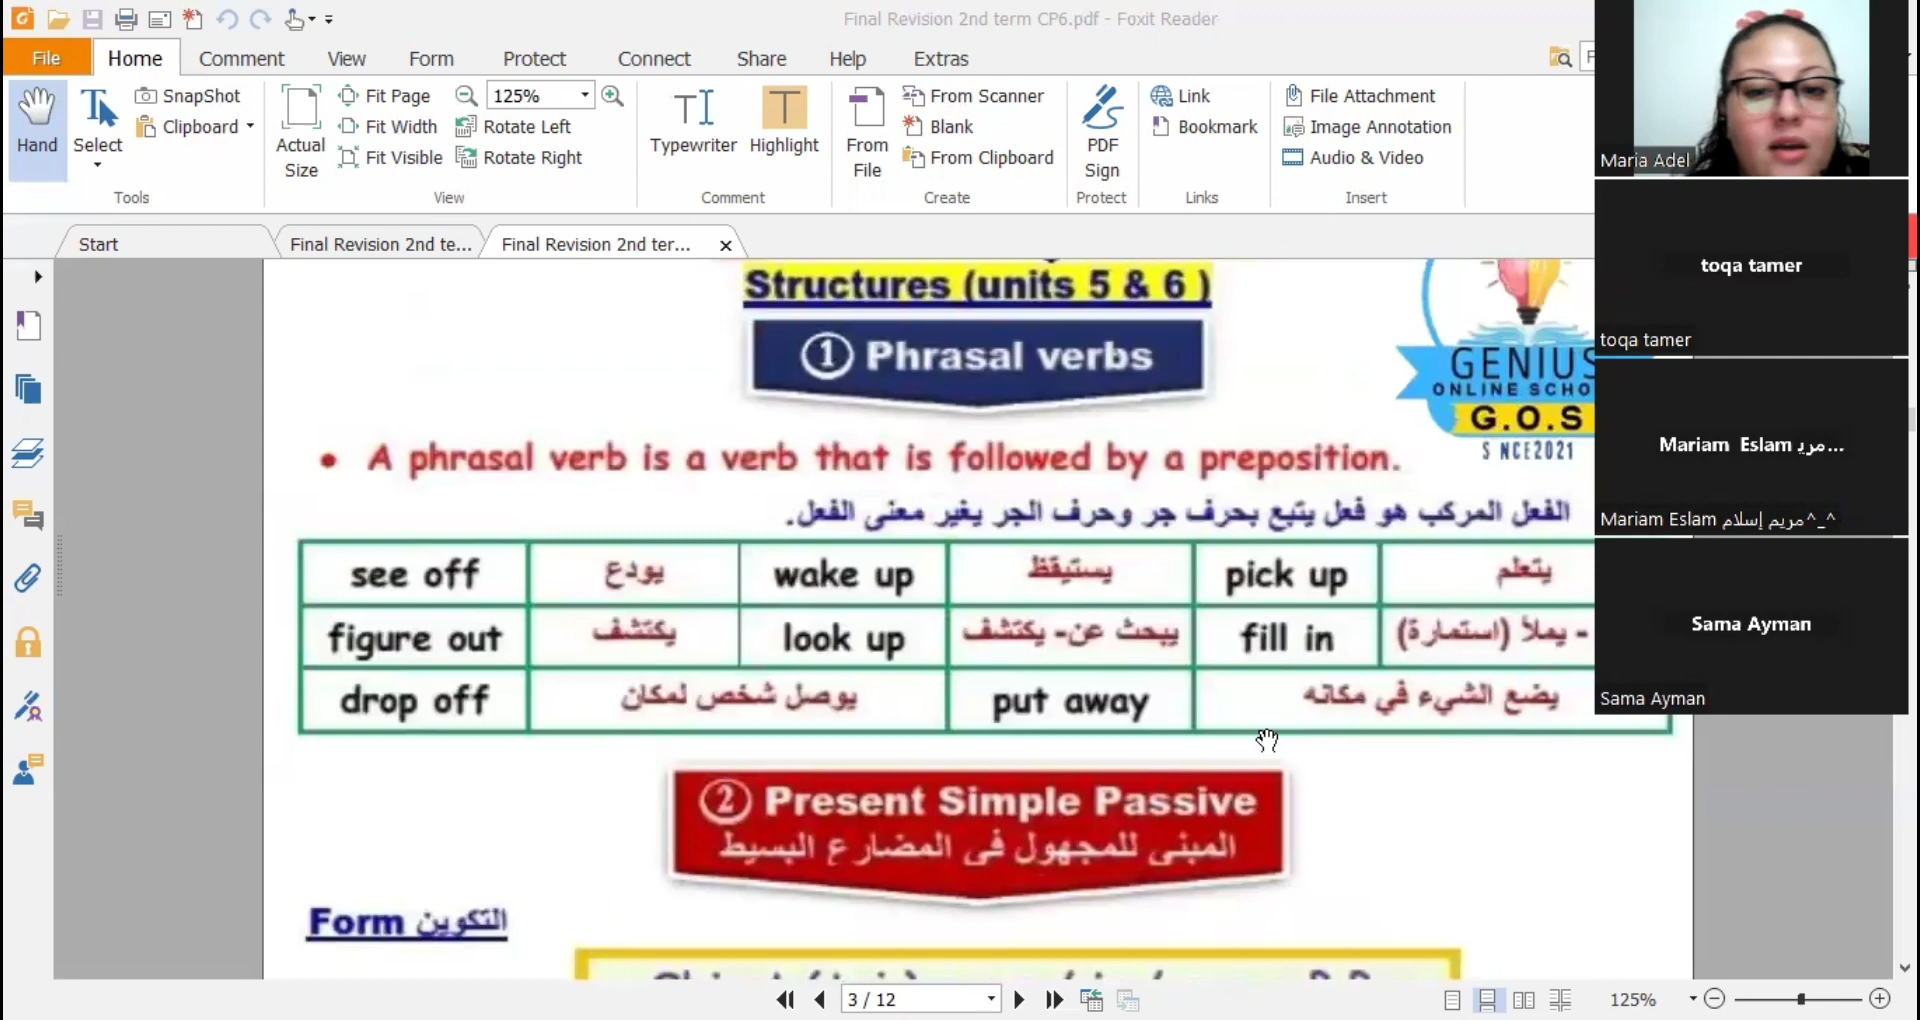 Final Revision 2nd term CP6.pdf - Foxit Reader
File Home Comment View Form Protect Connect Share Help Extras
Hand
Select
SnapShot
Clipboard
Tools
Actual Size
Fit Page
Fit Width
Fit Visible
125%
Rotate Left
Rotate Right
View
Typewriter
Highlight
Comment
From File
From Scanner
Blank
From Clipboard
Create
PDF Sign
Protect
Link
Bookmark
Links
File Attachment
Image Annotation
Audio & Video
Insert
Start
Final Revision 2nd te...
Final Revision 2nd ter...
Structures (units 5 & 6 )
① Phrasal verbs
GENIUS
ONLINE SCHO
G.O.S
S NCE2021
• A phrasal verb is a verb that is followed by a preposition.
الفعل المركب هو فعل يتبع بحرف جر وحرف الجر يغير معنى الفعل.
see off يودع wake up يستيقظ pick up يتعلم
figure out يكتشف look up يبحث عن- يكتشف fill in يملأ (استمارة) -
drop off يوصل شخص لمكان put away يضع الشيء في مكانه
② Present Simple Passive
المبنى للمجهول فى المضارع البسيط
Form التكوين
3 / 12
125%
Maria Adel
toqa tamer
toqa tamer
Mariam Eslam مري...
Mariam Eslam مريم إسلام^_^
Sama Ayman
Sama Ayman